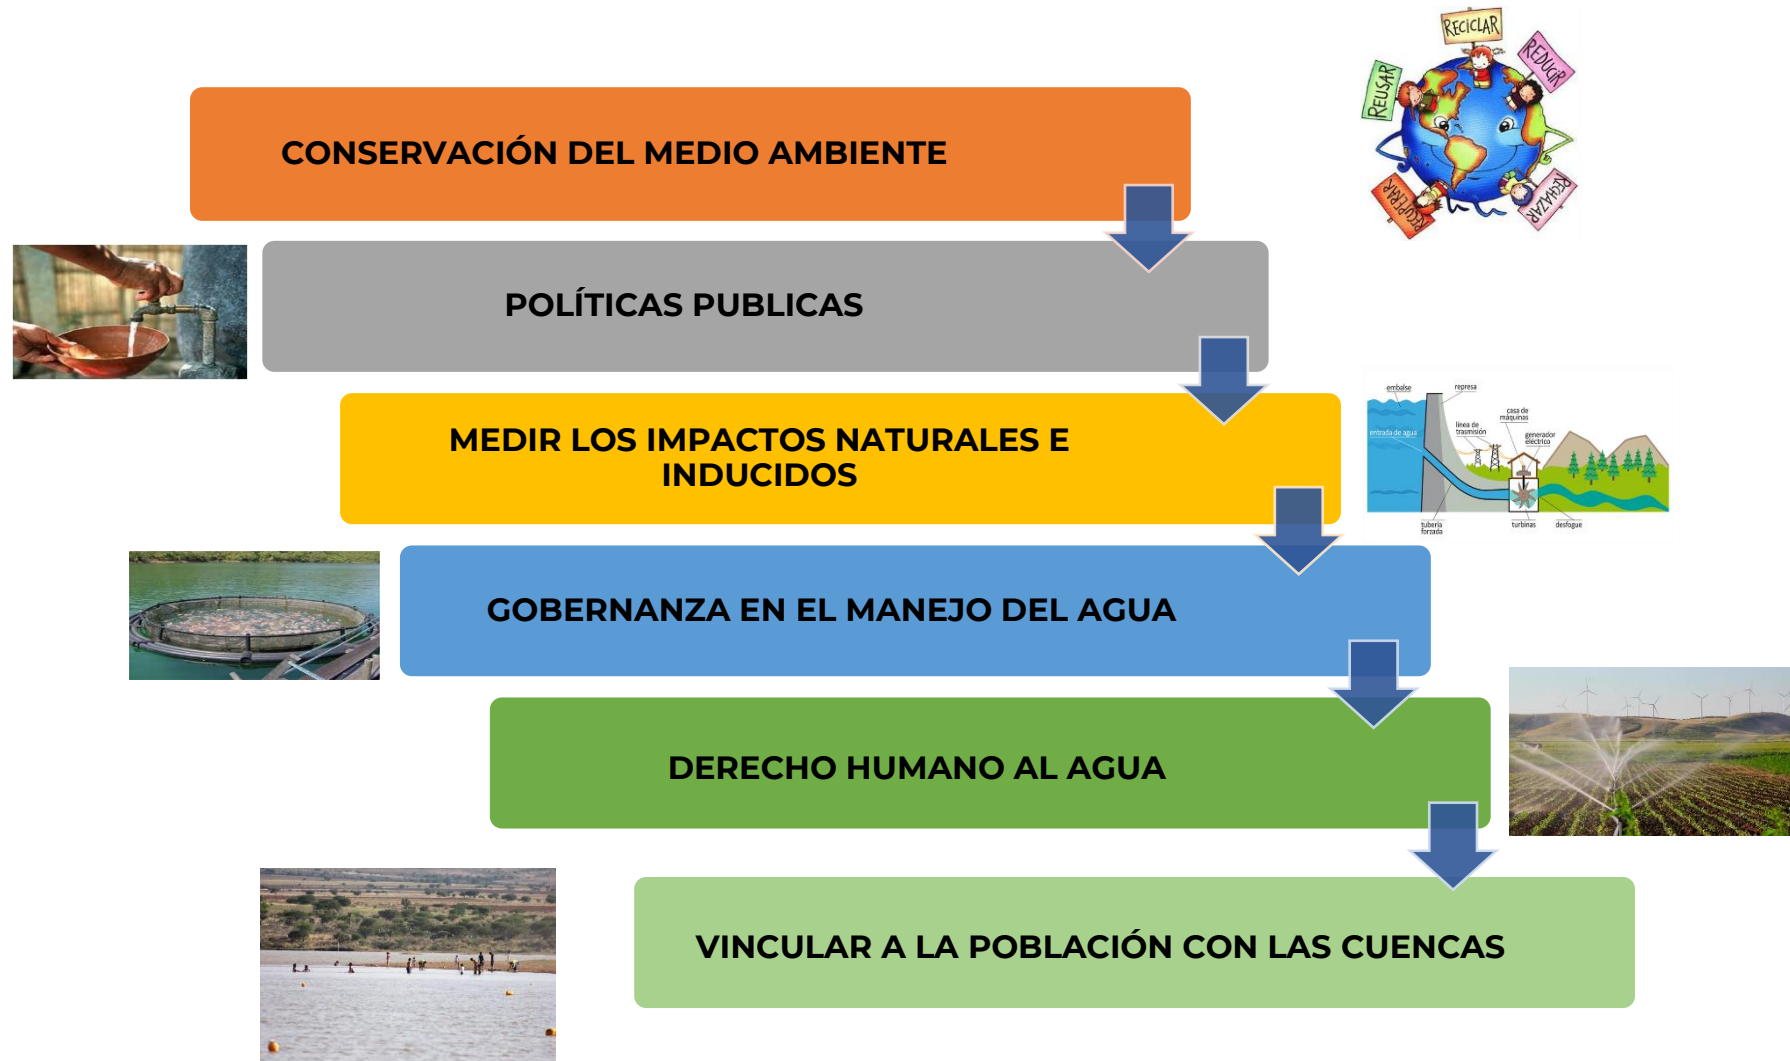 RECICLAR
REDUCIR
REUSAR
RECUPERAR
RECHAZAR
CONSERVACIÓN DEL MEDIO AMBIENTE
POLÍTICAS PUBLICAS
MEDIR LOS IMPACTOS NATURALES E
INDUCIDOS
embalse
represa
casa de
máquinas
entrada de agua
línea de
trasmisión
generador
eléctrico
tubería
forzada
turbinas
desfogue
GOBERNANZA EN EL MANEJO DEL AGUA
DERECHO HUMANO AL AGUA
VINCULAR A LA POBLACIÓN CON LAS CUENCAS